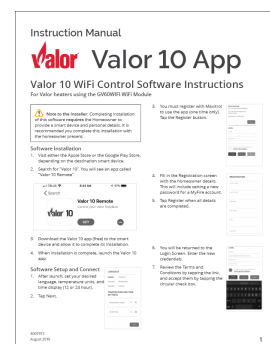 Instruction Manual
Valor Valor 10 App
Valor 10 WiFi Control Software Instructions
For Valor heaters using the GV60WIFI WiFi Module
Note to the Installer: Completing installation
of this software requires the Homeowner to
provide a smart device and personal details. It is
recommended you complete this installation with
the homeowner present.
Software Installation
1. Visit either the Apple Store or the Google Play Store,
depending on the destination smart device.
2. Search for "Valor 10". You will see an app called
"Valor 10 Remote".
Search
Valor 10 Remote
Valor 10
GET
3. Download the Valor 10 app (free) to the smart
device and allow it to complete its installation.
4. When installation is complete, launch the Valor 10
app.
Software Setup and Connect
1. After launch, set your desired
language, temperature units, and
time display (12 or 24 hour).
2. Tap Next.
3. You must register with Maxitrol
to use the app (one time only).
Tap the Register button.
4. Fill in the Registration screen
with the homeowner details.
This will include setting a new
password for a MyFire account.
5. Tap Register when all details
are completed.
6. You will be returned to the
Login Screen. Enter the new
credentials.
7. Review the Terms and
Conditions by tapping the link,
and accept them by tapping the
circular check box.
August 2019
1